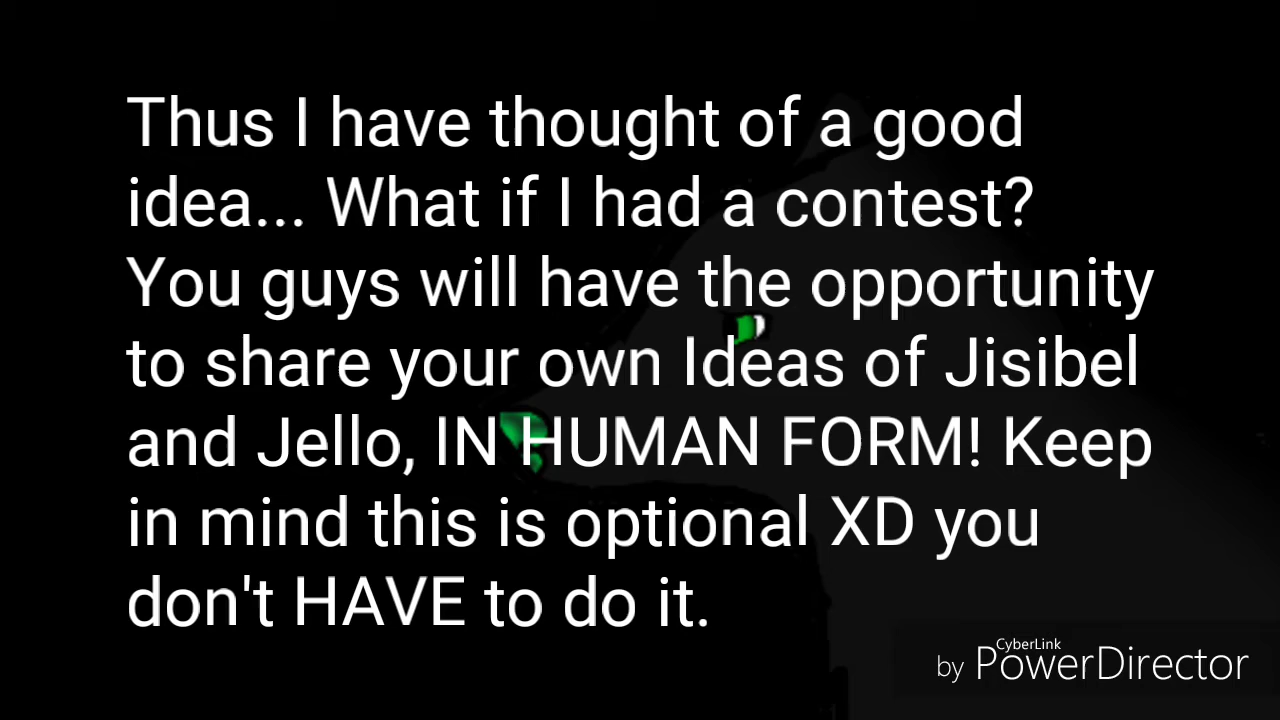 Thus I have thought of a good
idea... What if I had a contest?
You guys will have the opportunity
to share your own Ideas of Jisibel
and Jello, IN HUMAN FORM! Keep
in mind this is optional XD you
don't HAVE to do it.
CyberLink
by PowerDirector